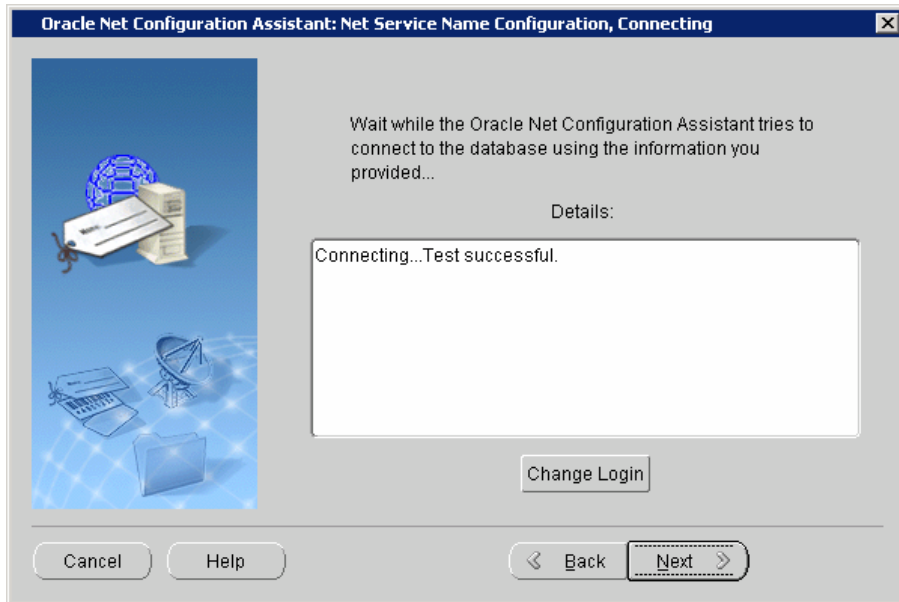 Oracle Net Configuration Assistant: Net Service Name Configuration, Connecting
Wait while the Oracle Net Configuration Assistant tries to
connect to the database using the information you
provided...
Details:
Connecting...Test successful.
Change Login
Cancel Help Back Next